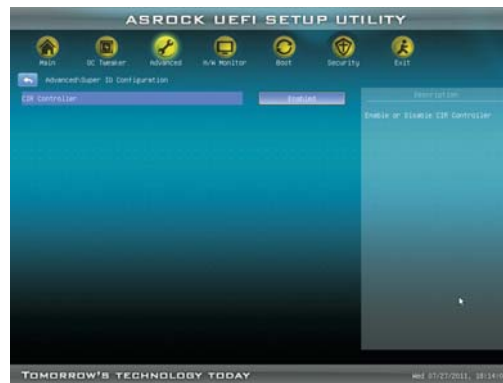 ASROCK UEFI SETUP UTILITY
Main OC Tweaker Advanced H/W Monitor Boot Security Exit
Advanced\Super IO Configuration
CIR Controller Enabled
Description
Enable or Disable CIR Controller
TOMORROW'S TECHNOLOGY TODAY
Wed 07/27/2011,